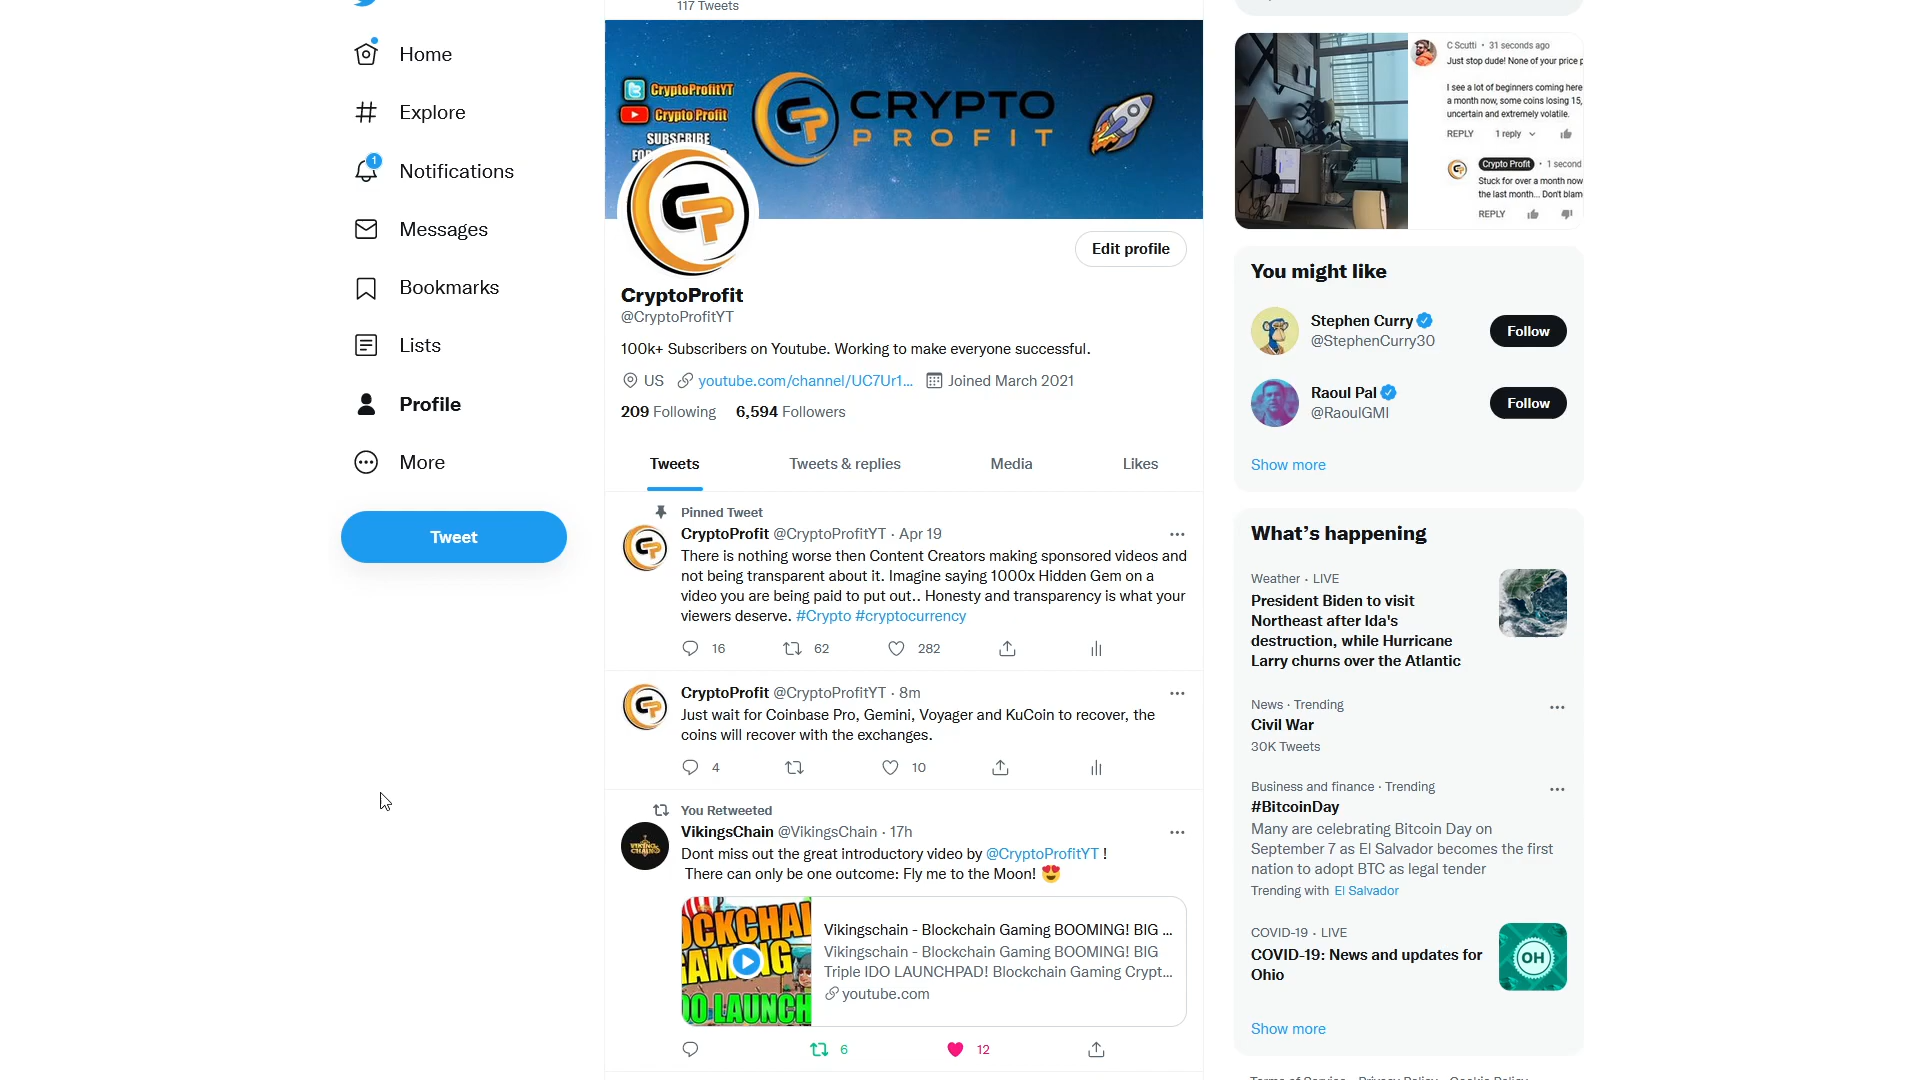 117 Tweets
Home
Explore
1
Notifications
Messages
Bookmarks
Lists
Profile
More
Tweet
CryptoProfitYT
Crypto Profit
SUBSCRIBE
CRYPTO
PROFIT
CP
Edit profile
CryptoProfit
@CryptoProfitYT
100k+ Subscribers on Youtube. Working to make everyone successful.
US youtube.com/channel/UC7Ur1... Joined March 2021
209 Following 6,594 Followers
Tweets Tweets & replies Media Likes
Pinned Tweet
CryptoProfit @CryptoProfitYT · Apr 19
There is nothing worse then Content Creators making sponsored videos and
not being transparent about it. Imagine saying 1000x Hidden Gem on a
video you are being paid to put out.. Honesty and transparency is what your
viewers deserve. #Crypto #cryptocurrency
16 62 282
CryptoProfit @CryptoProfitYT · 8m
Just wait for Coinbase Pro, Gemini, Voyager and KuCoin to recover, the
coins will recover with the exchanges.
4 10
You Retweeted
VikingsChain @VikingsChain · 17h
Dont miss out the great introductory video by @CryptoProfitYT !
There can only be one outcome: Fly me to the Moon! 😍
Vikingschain - Blockchain Gaming BOOMING! BIG ...
Vikingschain - Blockchain Gaming BOOMING! BIG
Triple IDO LAUNCHPAD! Blockchain Gaming Crypt...
youtube.com
6 12
C Scutti · 31 seconds ago
Just stop dude! None of your price p
I see a lot of beginners coming here
a month now, some coins losing 15,
uncertain and extremely volatile.
REPLY 1 reply
Crypto Profit · 1 second
Stuck for over a month now
the last month... Don't blam
REPLY
You might like
Stephen Curry
@StephenCurry30
Follow
Raoul Pal
@RaoulGMI
Follow
Show more
What's happening
Weather · LIVE
President Biden to visit
Northeast after Ida's
destruction, while Hurricane
Larry churns over the Atlantic
News · Trending
Civil War
30K Tweets
Business and finance · Trending
#BitcoinDay
Many are celebrating Bitcoin Day on
September 7 as El Salvador becomes the first
nation to adopt BTC as legal tender
Trending with El Salvador
COVID-19 · LIVE
COVID-19: News and updates for
Ohio
OH
Show more